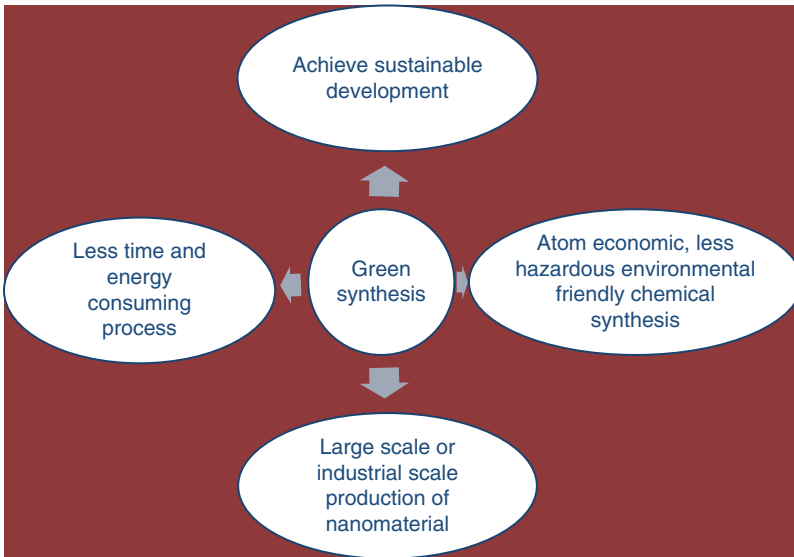 Achieve sustainable
development
Less time and
energy
consuming
process
Green
synthesis
Atom economic, less
hazardous environmental
friendly chemical
synthesis
Large scale or
industrial scale
production of
nanomaterial